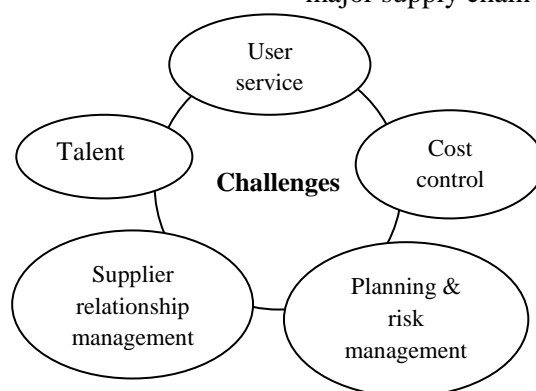 major supply chain
User
service
Talent
Cost
control
Challenges
Supplier
relationship
management
Planning &
risk
management